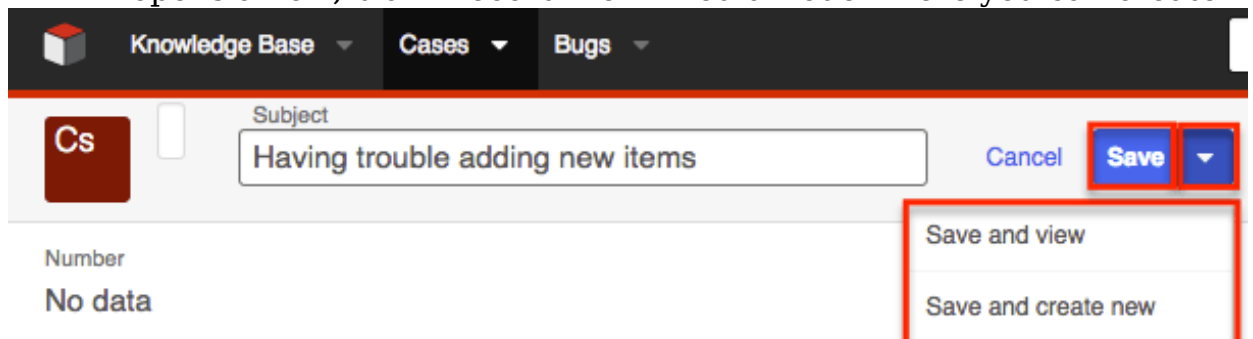 Knowledge Base Cases Bugs
Subject
Cs
Having trouble adding new items
Cancel Save
Save and view
Number
No data
Save and create new